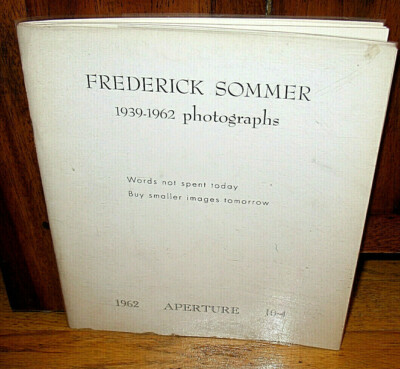 FREDERICK SOMMER
1939-1962 photographs
Words not spent today
Buy smaller images tomorrow
1962 APERTURE 10-4